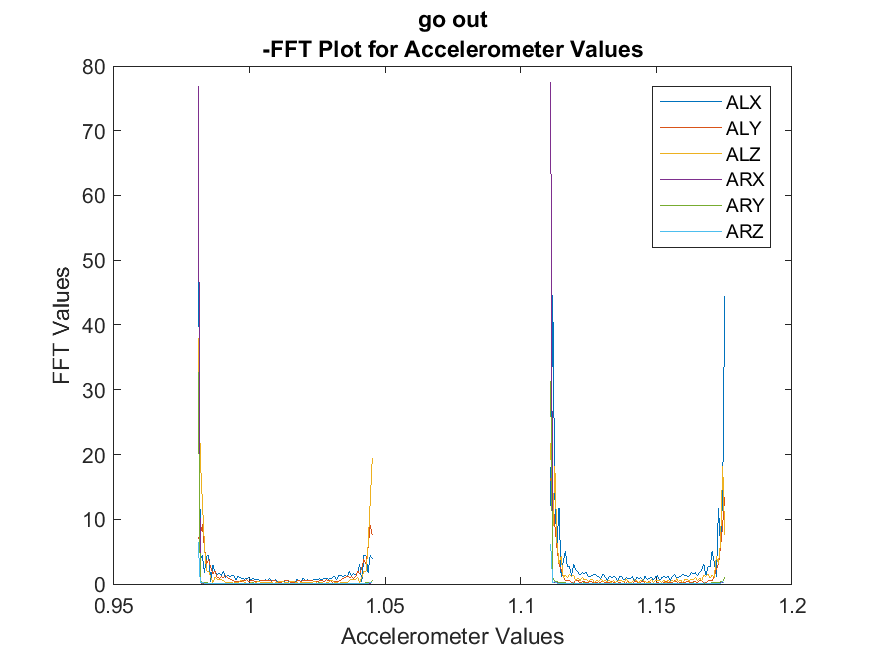 go out
-FFT Plot for Accelerometer Values
80
70
60
50
40
30
20
10
0
FFT Values
ALX
ALY
ALZ
ARX
ARY
ARZ
0.95
1
1.05
1.1
1.15
1.2
Accelerometer Values